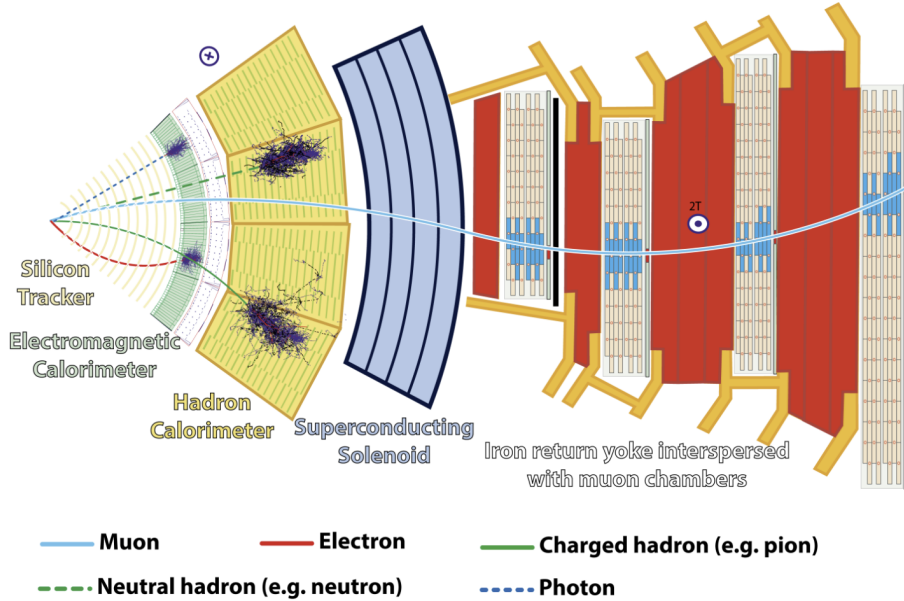 2T
Silicon
Tracker
Electromagnetic
Calorimeter
Hadron
Calorimeter
Superconducting
Solenoid
Iron return yoke interspersed
with muon chambers
Muon
Electron
Charged hadron (e.g. pion)
Neutral hadron (e.g. neutron)
Photon